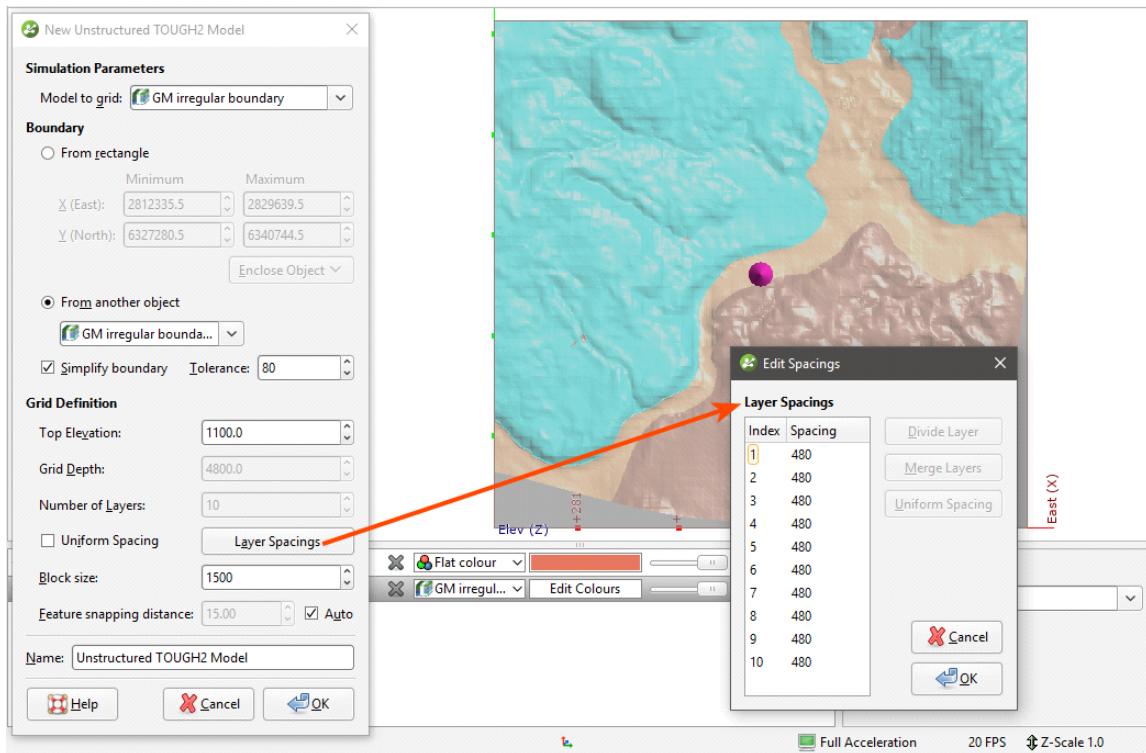 New Unstructured TOUGH2 Model
Simulation Parameters
Model to grid: GM irregular boundary
Boundary
From rectangle
Minimum Maximum
X (East): 2812335.5 2829639.5
Y (North): 6327280.5 6340744.5
Enclose Object
From another object
GM irregular bounda...
Simplify boundary Tolerance: 80
Grid Definition
Top Elevation: 1100.0
Grid Depth: 4800.0
Number of Layers: 10
Uniform Spacing Layer Spacings
Block size: 1500
Feature snapping distance: 15.00 Auto
Name: Unstructured TOUGH2 Model
Help Cancel OK
Elev (Z)
+281
+
East (X)
Flat colour
GM irregul... Edit Colours
Edit Spacings
Layer Spacings
Index Spacing
1 480
2 480
3 480
4 480
5 480
6 480
7 480
8 480
9 480
10 480
Divide Layer
Merge Layers
Uniform Spacing
Cancel
OK
Full Acceleration 20 FPS Z-Scale 1.0